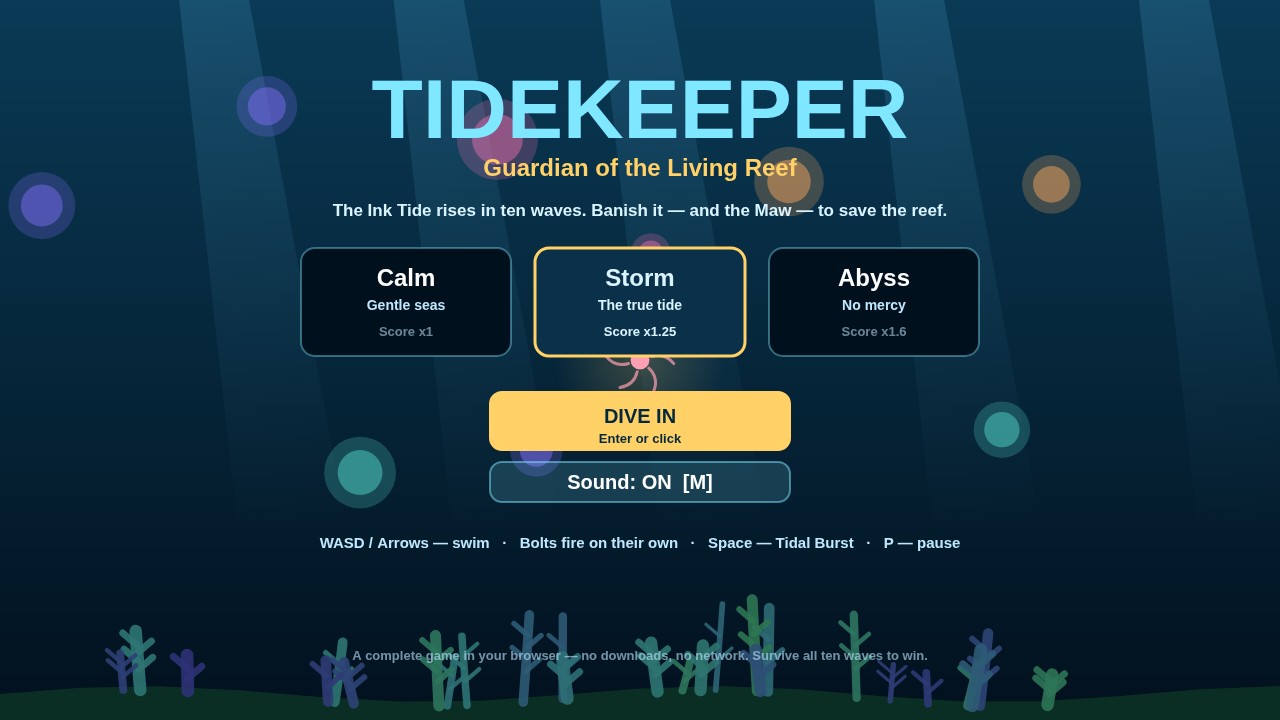 TIDEKEEPER
Guardian of the Living Reef
The Ink Tide rises in ten waves. Banish it — and the Maw — to save the reef.
Calm
Gentle seas
Score x1
Storm
The true tide
Score x1.25
Abyss
No mercy
Score x1.6
DIVE IN
Enter or click
Sound: ON [M]
WASD / Arrows — swim · Bolts fire on their own · Space — Tidal Burst · P — pause
A complete game in your browser — no downloads, no network. Survive all ten waves to win.